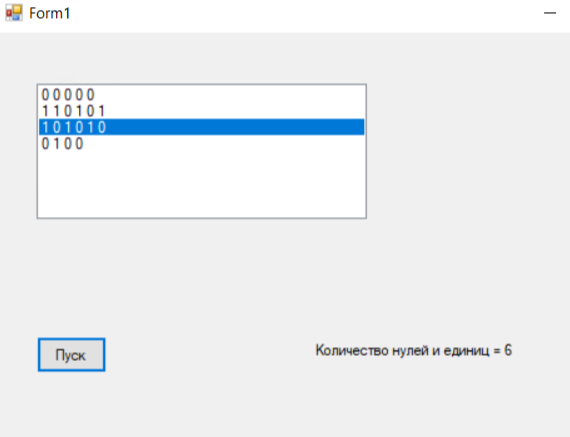 Form1
0 0 0 0 0
1 1 0 1 0 1
1 0 1 0 1 0
0 1 0 0
Пуск
Количество нулей и единиц = 6